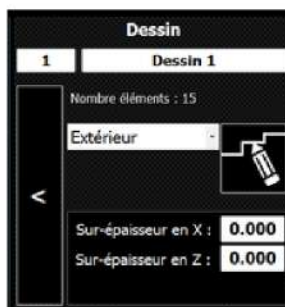 Dessin
1 Dessin 1
Nombre éléments : 15
Extérieur
<
Sur-épaisseur en X : 0.000
Sur-épaisseur en Z : 0.000